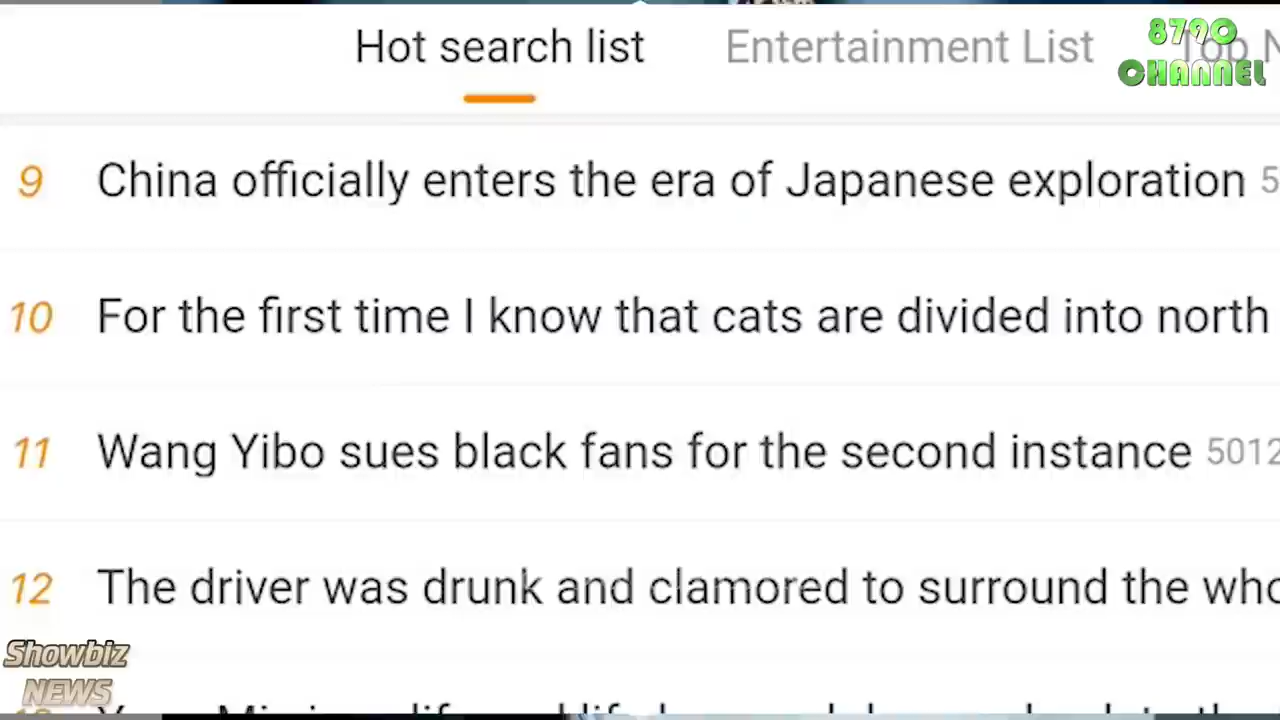 Hot search list Entertainment List Top N
8790
CHANNEL
9 China officially enters the era of Japanese exploration 5
10 For the first time I know that cats are divided into north
11 Wang Yibo sues black fans for the second instance 5012
12 The driver was drunk and clamored to surround the who
Showbiz
NEWS